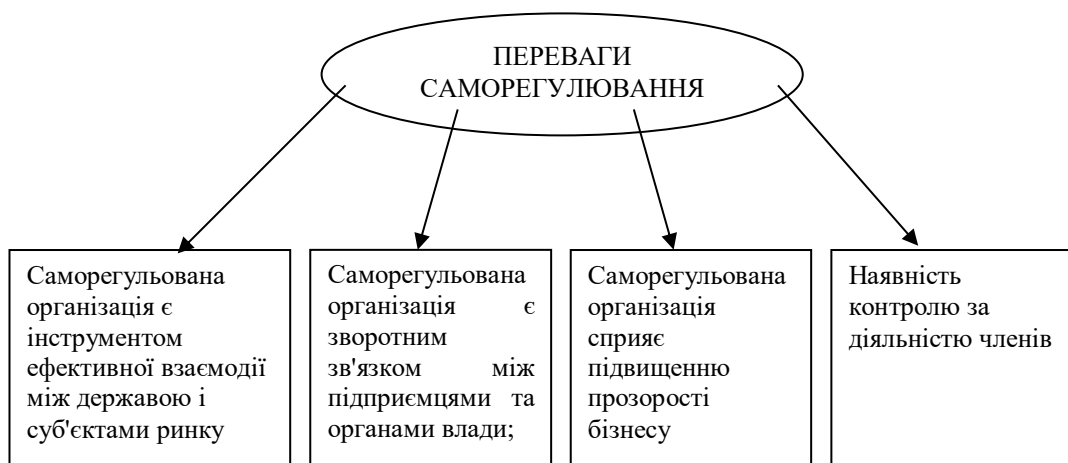 ПЕРЕВАГИ
САМОРЕГУЛЮВАННЯ
Саморегульована
організація є
інструментом
ефективної взаємодії
між державою і
суб'єктами ринку
Саморегульована
організація є
зворотним
зв'язком між
підприємцями та
органами влади;
Саморегульована
організація
сприяє
підвищенню
прозорості
бізнесу
Наявність
контролю за
діяльністю членів